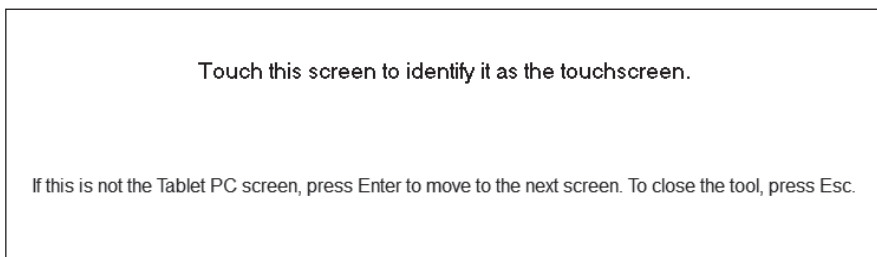 Touch this screen to identify it as the touchscreen.
If this is not the Tablet PC screen, press Enter to move to the next screen. To close the tool, press Esc.